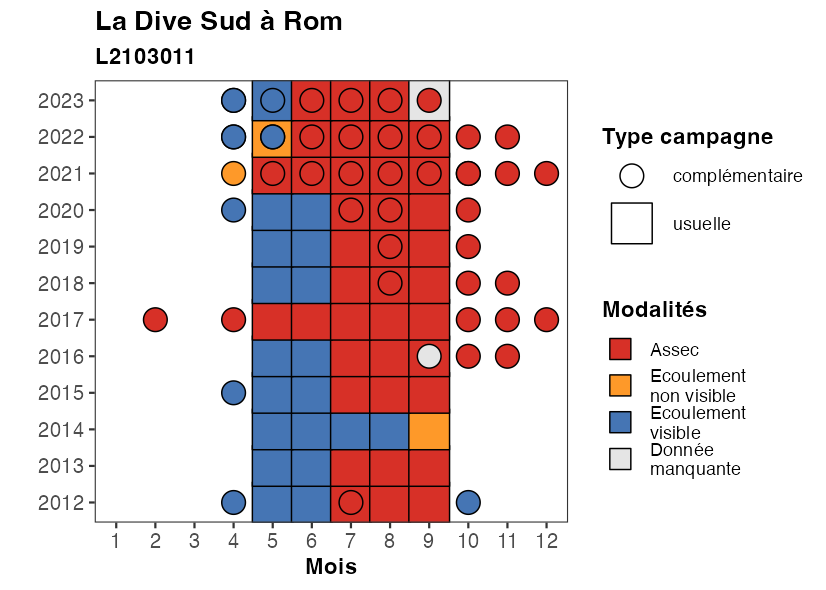 La Dive Sud à Rom
L2103011
2023
2022
2021
2020
2019
2018
2017
2016
2015
2014
2013
2012
1 2 3 4 5 6 7 8 9 10 11 12
Mois
Type campagne
complémentaire
usuelle
Modalités
Assec
Ecoulement
non visible
Ecoulement
visible
Donnée
manquante